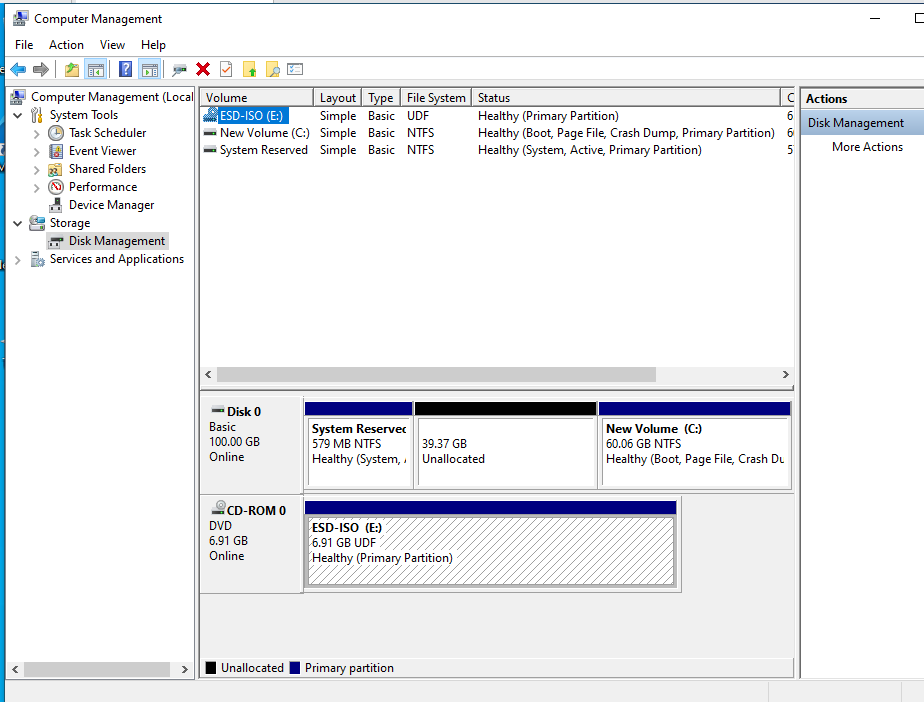 Computer Management
File Action View Help
Computer Management (Local
System Tools
Task Scheduler
Event Viewer
Shared Folders
Performance
Device Manager
Storage
Disk Management
Services and Applications
Volume Layout Type File System Status C
ESD-ISO (E:) Simple Basic UDF Healthy (Primary Partition) 6
New Volume (C:) Simple Basic NTFS Healthy (Boot, Page File, Crash Dump, Primary Partition) 6
System Reserved Simple Basic NTFS Healthy (System, Active, Primary Partition) 5
Disk 0
Basic
100.00 GB
Online
System Reserved
579 MB NTFS
Healthy (System,
39.37 GB
Unallocated
New Volume (C:)
60.06 GB NTFS
Healthy (Boot, Page File, Crash Du
CD-ROM 0
DVD
6.91 GB
Online
ESD-ISO (E:)
6.91 GB UDF
Healthy (Primary Partition)
Unallocated Primary partition
Actions
Disk Management
More Actions